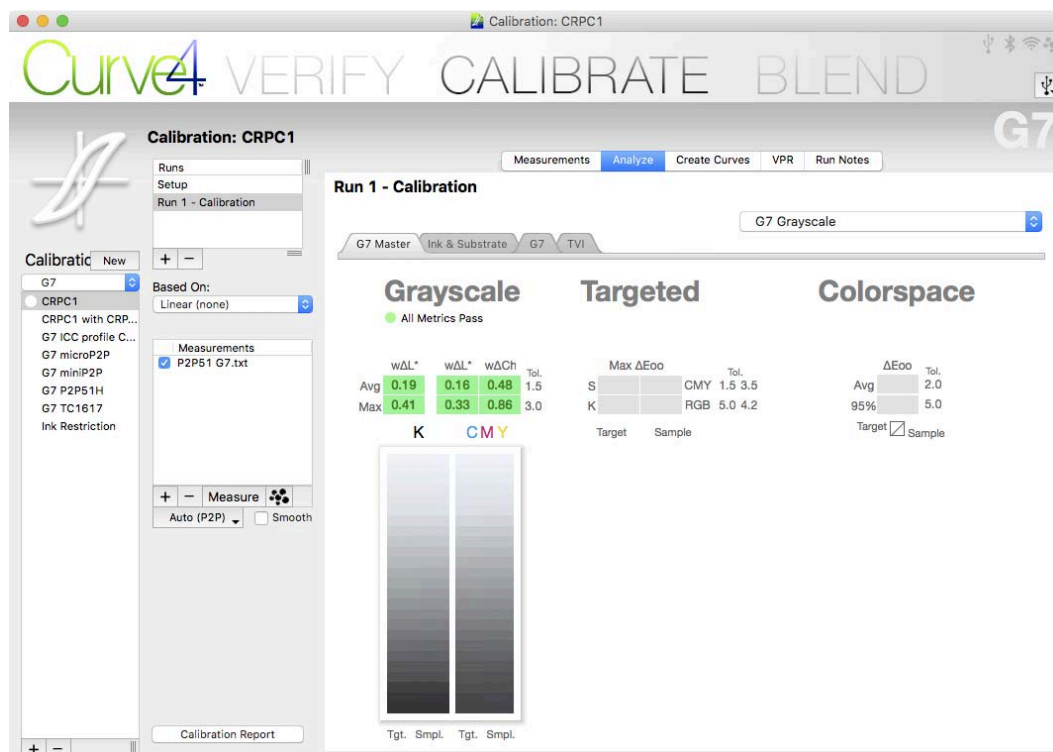 Calibration: CRPC1
Curve4™ VERIFY CALIBRATE BLEND
G7
Calibration: CRPC1
Runs
Setup
Run 1 - Calibration
+ −
Calibratic New
G7
CRPC1
CRPC1 with CRP...
G7 ICC profile C...
G7 microP2P
G7 miniP2P
G7 P2P51H
G7 TC1617
Ink Restriction
+ −
Based On:
Linear (none)
Measurements
P2P51 G7.txt
+ − Measure
Auto (P2P) Smooth
Calibration Report
Measurements Analyze Create Curves VPR Run Notes
Run 1 - Calibration
G7 Grayscale
G7 Master Ink & Substrate G7 TVI
Grayscale Targeted Colorspace
All Metrics Pass
wΔL* wΔL* wΔCh Tol.
Avg 0.19 0.16 0.48 1.5
Max 0.41 0.33 0.86 3.0
K CMY
Tgt. Smpl. Tgt. Smpl.
Max ΔEoo Tol.
S CMY 1.5 3.5
K RGB 5.0 4.2
Target Sample
ΔEoo Tol.
Avg 2.0
95% 5.0
Target Sample